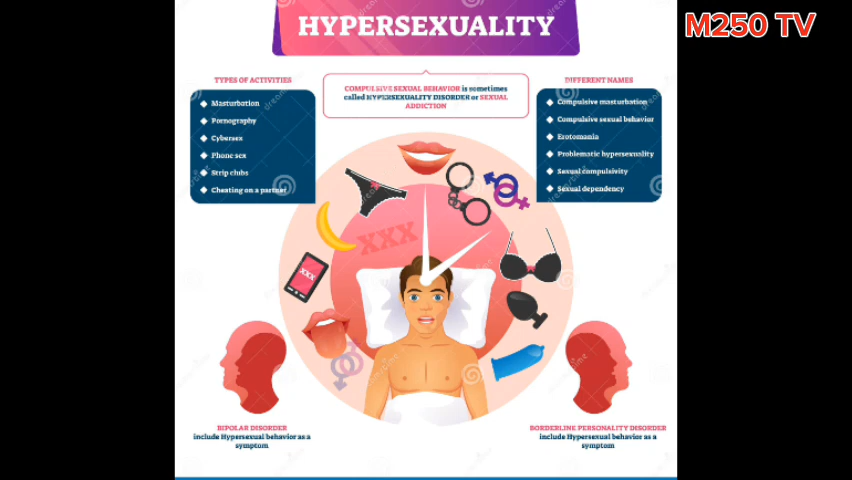 HYPERSEXUALITY
M250 TV
TYPES OF ACTIVITIES
Masturbation
Pornography
Cybersex
Phone sex
Strip clubs
Cheating on a partner
COMPULSIVE SEXUAL BEHAVIOR is sometimes
called HYPERSEXUALITY DISORDER or SEXUAL
ADDICTION
DIFFERENT NAMES
Compulsive masturbation
Compulsive sexual behavior
Erotomania
Problematic hypersexuality
Sexual compulsivity
Sexual dependency
XXX
XXX
BIPOLAR DISORDER
include Hypersexual behavior as a
symptom
BORDERLINE PERSONALITY DISORDER
include Hypersexual behavior as a
symptom
dreamstime